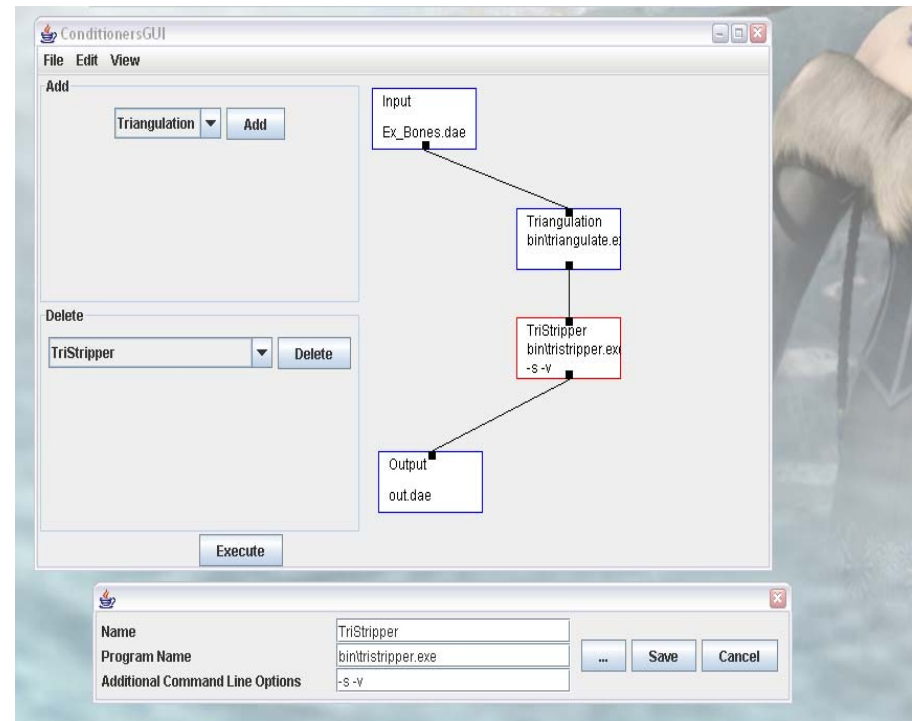 ConditionersGUI
File Edit View
Add
Triangulation Add
Delete
TriStripper Delete
Execute
Input
Ex_Bones.dae
Triangulation
bin\triangulate.e
TriStripper
bin\tristripper.ex
-s -v
Output
out.dae
Name TriStripper
Program Name bin\tristripper.exe
Additional Command Line Options -s -v
... Save Cancel